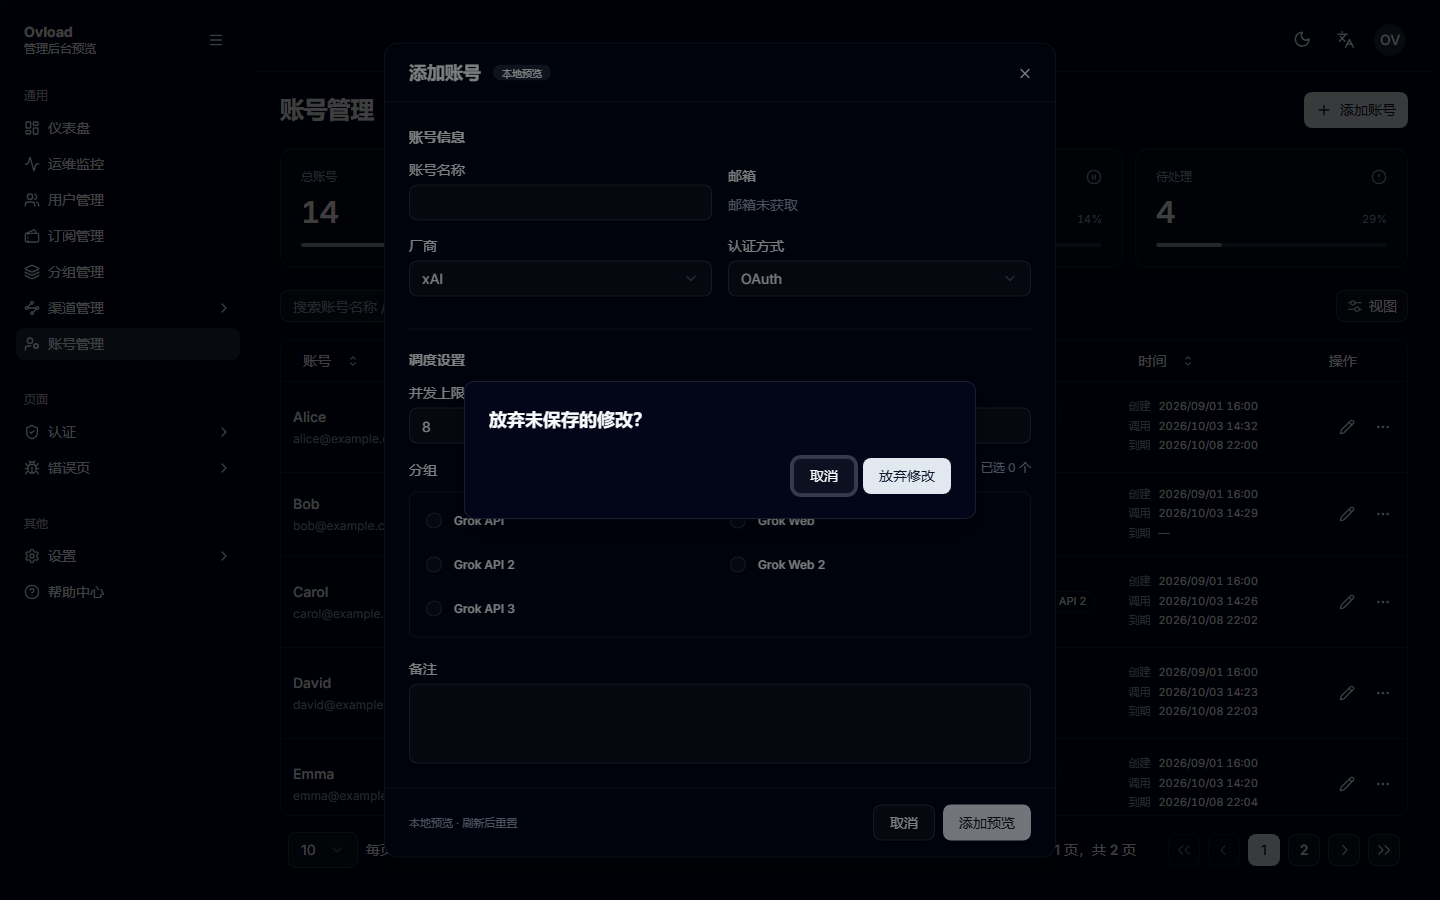 Ovload
管理后台预览
通用
仪表盘
运维监控
用户管理
订阅管理
分组管理
渠道管理
账号管理
页面
认证
错误页
其他
设置
帮助中心
OV
账号管理
添加账号
总账号
14
14%
待处理
4
29%
搜索账号名称 /
视图
账号
时间
操作
Alice
alice@example.
创建 2026/09/01 16:00
调用 2026/10/03 14:32
到期 2026/10/08 22:00
Bob
bob@example.c
创建 2026/09/01 16:00
调用 2026/10/03 14:29
到期 —
Carol
carol@example.
API 2
创建 2026/09/01 16:00
调用 2026/10/03 14:26
到期 2026/10/08 22:02
David
david@example
创建 2026/09/01 16:00
调用 2026/10/03 14:23
到期 2026/10/08 22:03
Emma
emma@example
创建 2026/09/01 16:00
调用 2026/10/03 14:20
到期 2026/10/08 22:04
10
每页
1 页，共 2 页
1
2
添加账号
本地预览
账号信息
账号名称
邮箱
邮箱未获取
厂商
认证方式
xAI
OAuth
调度设置
并发上限
8
分组
已选 0 个
Grok API
Grok Web
Grok API 2
Grok Web 2
Grok API 3
备注
本地预览 · 刷新后重置
取消
添加预览
放弃未保存的修改?
取消
放弃修改